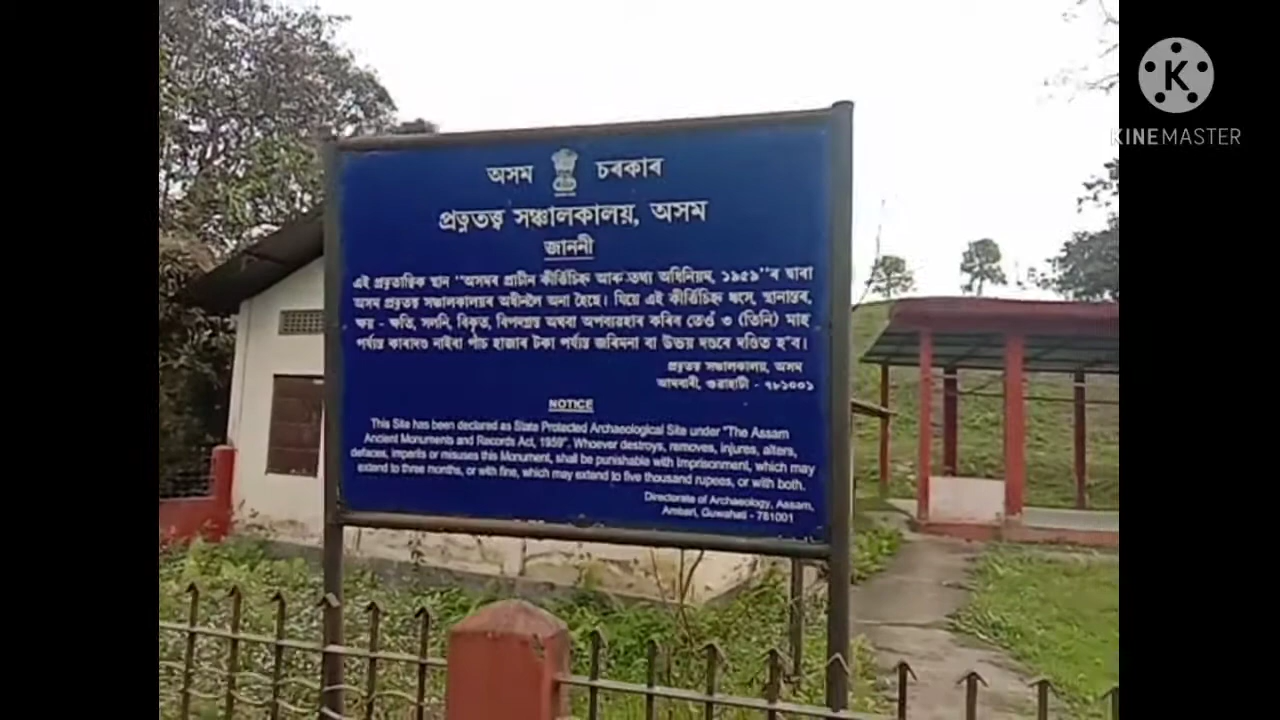 অসম চৰকাৰ
প্ৰত্নতত্ত্ব সঞ্চালকালয়, অসম
জাননী
এই প্ৰত্নতাত্বিক স্থান "অসমৰ প্ৰাচীন কীৰ্ত্তিচিহ্ন আৰু তথ্য অধিনিয়ম, ১৯৫৯"ৰ দ্বাৰা
অসম প্ৰত্নতত্ব সঞ্চালকালয়ৰ অধীনলৈ অনা হৈছে। যিয়ে এই কীৰ্ত্তিচিহ্ন ধ্বংস, স্থানান্তৰ,
ক্ষয় - ক্ষতি, সলনি, বিকৃত, বিপদগ্ৰস্ত অথবা অপব্যৱহাৰ কৰিব তেওঁ ৩ (তিনি) মাহ
পৰ্য্যন্ত কাৰাদণ্ড নাইবা পাঁচ হাজাৰ টকা পৰ্য্যন্ত জৰিমনা বা উভয় দণ্ডৰে দণ্ডিত হ'ব।
প্ৰত্নতত্ব সঞ্চালকালয়, অসম
আমবাৰী, গুৱাহাটী - ৭৮১০০১
NOTICE
This Site has been declared as State Protected Archaeological Site under "The Assam
Ancient Monuments and Records Act, 1959". Whoever destroys, removes, injures, alters,
defaces, imperils or misuses this Monument, shall be punishable with Imprisonment, which may
extend to three months, or with fine, which may extend to five thousand rupees, or with both.
Directorate of Archaeology, Assam,
Ambari, Guwahati - 781001
K
KINEMASTER